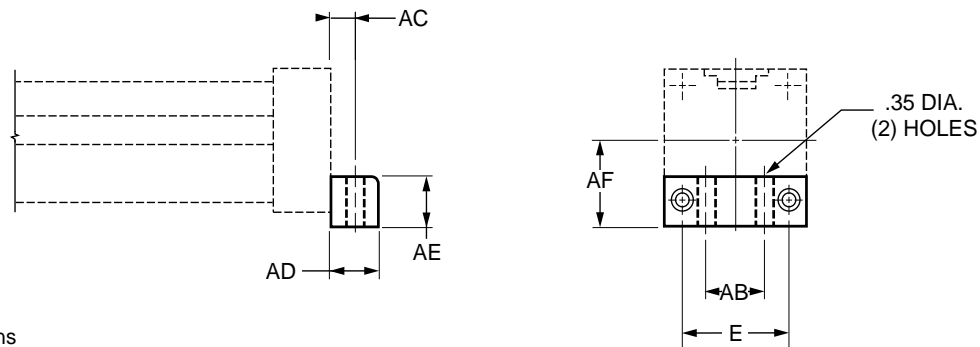 AC
.35 DIA.
(2) HOLES
AF
AE
AD
AB
E
ns